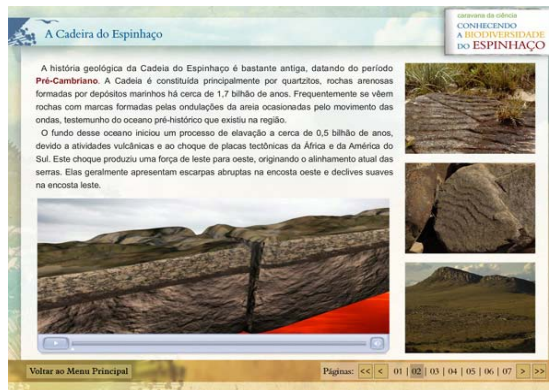 A Cadeira do Espinhaço
caravana da ciência
CONHECENDO
A BIODIVERSIDADE
DO ESPINHAÇO
A história geológica da Cadeia do Espinhaço é bastante antiga, datando do período
Pré-Cambriano. A Cadeia é constituída principalmente por quartzitos, rochas arenosas
formadas por depósitos marinhos há cerca de 1,7 bilhão de anos. Frequentemente se vêem
rochas com marcas formadas pelas ondulações da areia ocasionados pelo movimento das
ondas, testemunho do oceano pré-histórico que existiu na região.
O fundo desse oceano iniciou um processo de elavação a cerca de 0,5 bilhão de anos,
devido a atividades vulcânicas e ao choque de placas tectônicas da África e da América do
Sul. Este choque produziu uma força de leste para oeste, originando o alinhamento atual das
serras. Elas geralmente apresentam escarpas abruptas na encosta oeste e declives suaves
na encosta leste.
Voltar ao Menu Principal
Páginas: << < 01 | 02 | 03 | 04 | 05 | 06 | 07 > >>